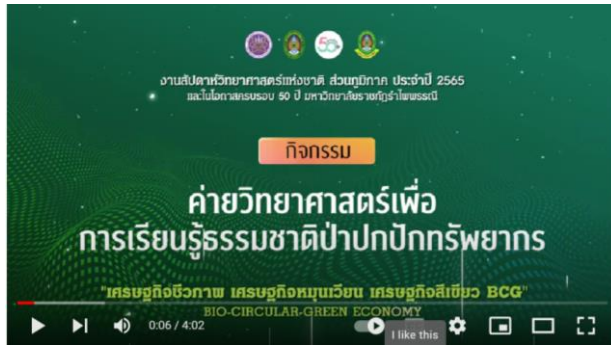 งานสัปดาห์วิทยาศาสตร์แห่งชาติ ส่วนภูมิภาค ประจำปี 2565
และในโอกาสครบรอบ 50 ปี มหาวิทยาลัยราชภัฏรำไพพรรณี
กิจกรรม
ค่ายวิทยาศาสตร์เพื่อ
การเรียนรู้ธรรมชาติป่าปกปักทรัพยากร
"เศรษฐกิจชีวภาพ เศรษฐกิจหมุนเวียน เศรษฐกิจสีเขียว BCG"
BIO-CIRCULAR-GREEN ECONOMY
0:06 / 4:02
I like this